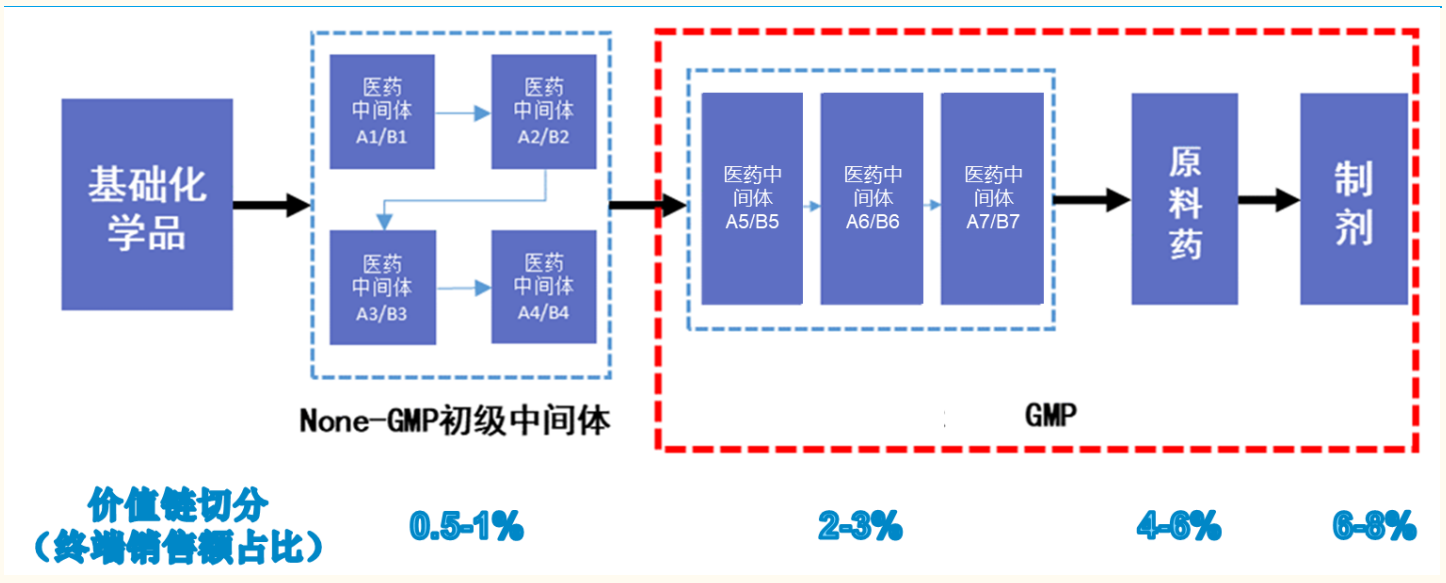 基础化
学品
医药
中间体
A1/B1
医药
中间体
A2/B2
医药
中间体
A3/B3
医药
中间体
A4/B4
None-GMP初级中间体
医药中
间体
A5/B5
医药中
间体
A6/B6
医药中
间体
A7/B7
原
料
药
制
剂
GMP
价值链切分
（终端销售额占比）
0.5-1%
2-3%
4-6%
6-8%